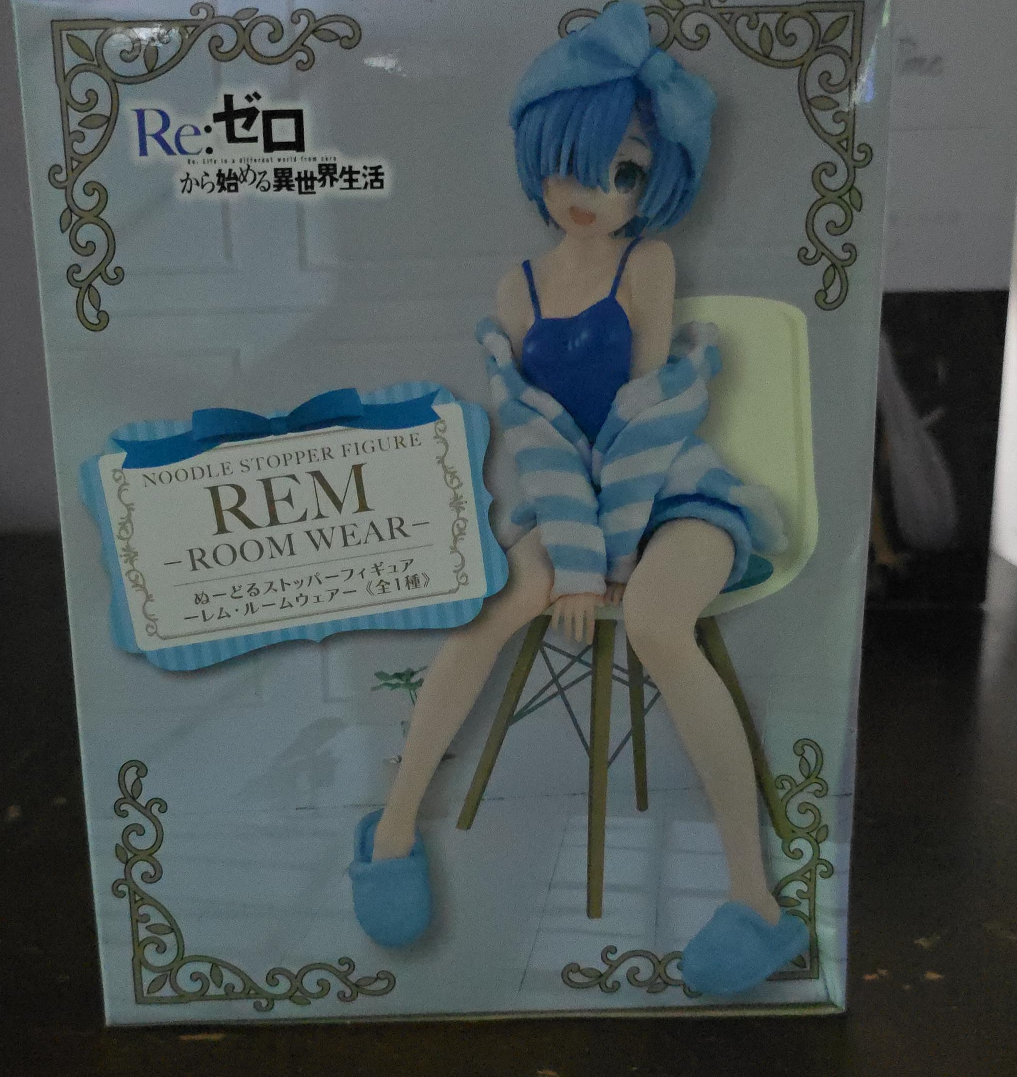 Re:ゼロ
Re: Life in a different world from zero
から始める異世界生活
NOODLE STOPPER FIGURE
REM
–ROOM WEAR–
ぬーどるストッパーフィギュア
ーレム・ルームウェアー《全1種》